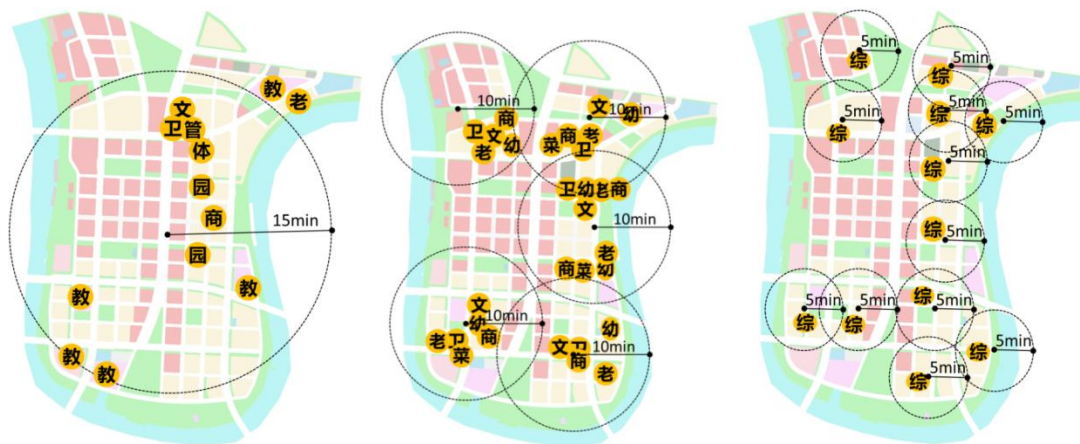 教
老
文
卫管
体
园
商
15min
园
教
教
教
教
10min
商
卫文幼
老
文 10min 幼
菜商老
卫
卫幼老商
文
10min
老
商菜幼
文
幼 10min
老卫商
菜
幼
文卫 10min
商
老
5min
综
5min
综
5min
综
5min
综
5min
综
5min
综
5min
综
5min
综
5min
综
5min
综
5min
综
5min
综